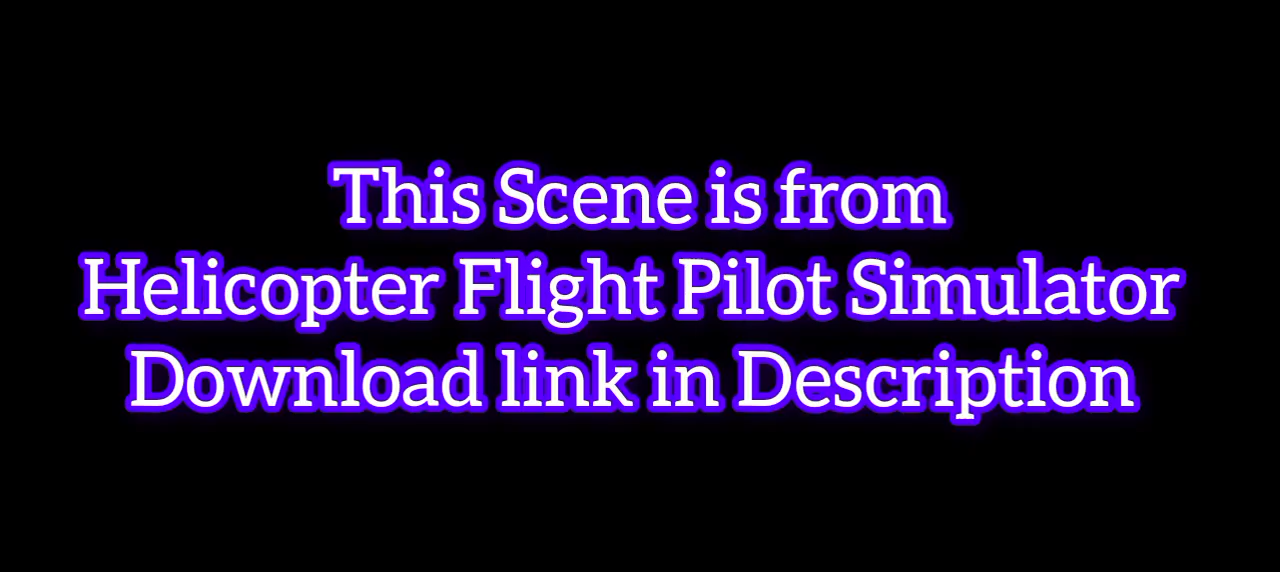 This Scene is from
Helicopter Flight Pilot Simulator
Download link in Description